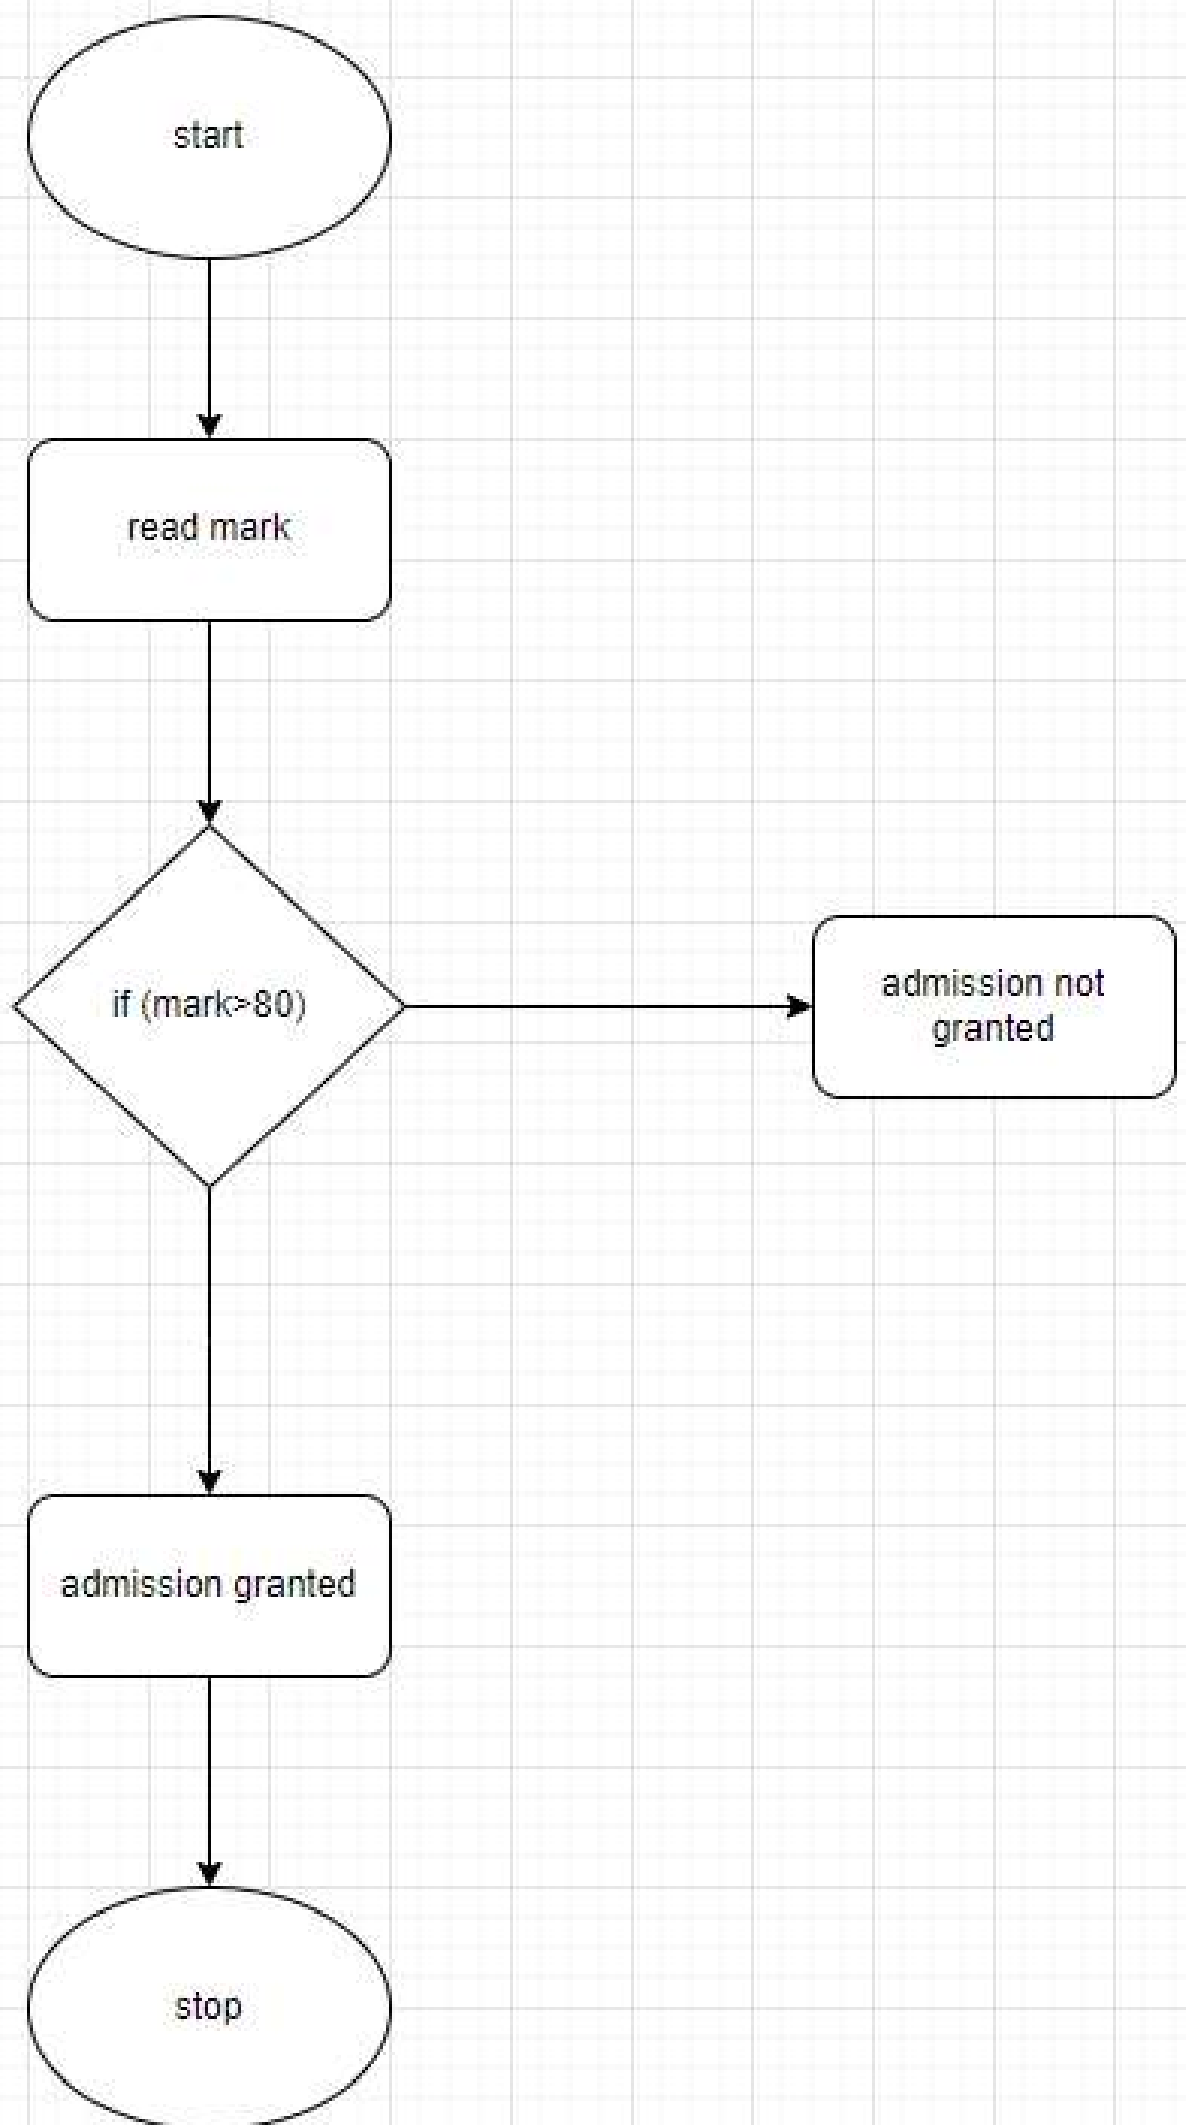 start
read mark
if (mark>80)
admission not
granted
admission granted
stop